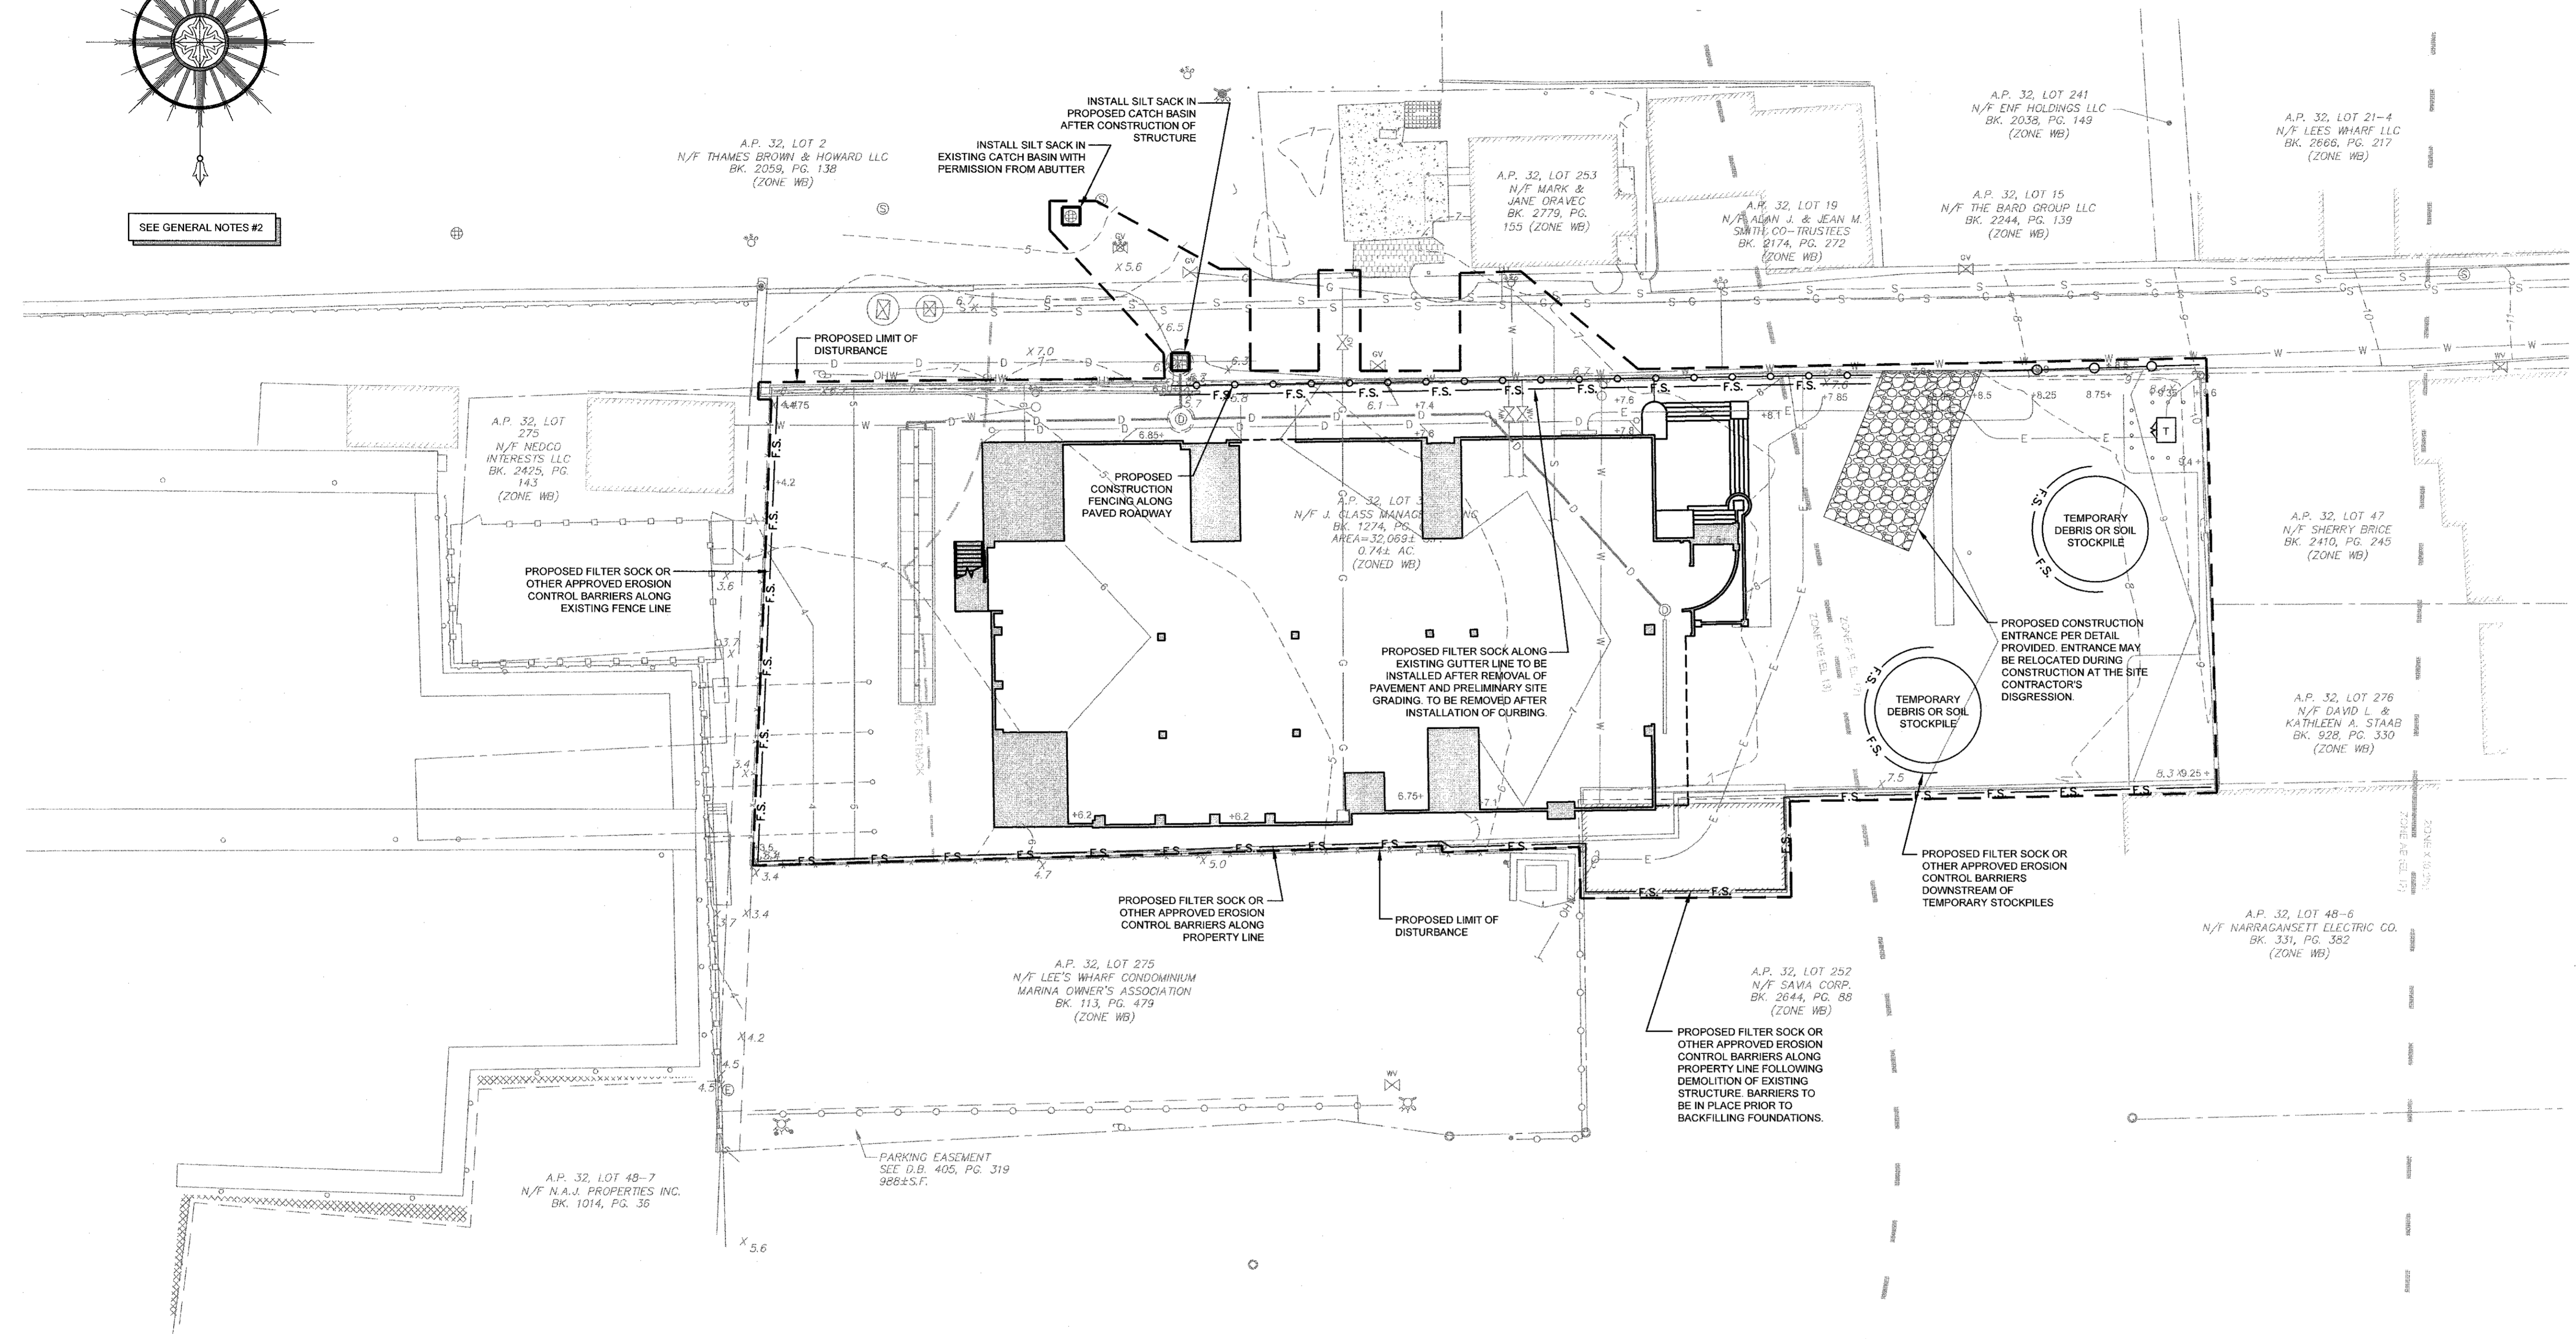 INSTALL SILT SACK IN
PROPOSED CATCH BASIN
AFTER CONSTRUCTION OF
STRUCTURE
INSTALL SILT SACK IN
EXISTING CATCH BASIN WITH
PERMISSION FROM ABUTTER
A.P. 32, LOT 2
N/F THAMES BROWN & HOWARD LLC
BK. 2059, PG. 138
(ZONE WB)
SEE GENERAL NOTES #2
A.P. 32, LOT 253
N/F MARK &
JANE ORAVEC
BK. 2779, PG.
155 (ZONE WB)
A.P. 32, LOT 19
N/F ALAN J. & JEAN M.
SMITH CO-TRUSTEES
BK. 2174, PG. 272
(ZONE WB)
A.P. 32, LOT 241
N/F ENF HOLDINGS LLC
BK. 2038, PG. 149
(ZONE WB)
A.P. 32, LOT 15
N/F THE BARD GROUP LLC
BK. 2244, PG. 139
(ZONE WB)
A.P. 32, LOT 21-4
N/F LEES WHARF LLC
BK. 2666, PG. 217
(ZONE WB)
PROPOSED LIMIT OF
DISTURBANCE
A.P. 32, LOT
275
N/F NEDCO
INTERESTS LLC
BK. 2425, PG.
143
(ZONE WB)
PROPOSED
CONSTRUCTION
FENCING ALONG
PAVED ROADWAY
A.P. 32, LOT
N/F J. CLASS
BK. 1274, PG.
AREA=32,069±
0.74± AC.
(ZONED WB)
PROPOSED FILTER SOCK OR
OTHER APPROVED EROSION
CONTROL BARRIERS ALONG
EXISTING FENCE LINE
PROPOSED FILTER SOCK ALONG
EXISTING GUTTER LINE TO BE
INSTALLED AFTER REMOVAL OF
PAVEMENT AND PRELIMINARY SITE
GRADING. TO BE REMOVED AFTER
INSTALLATION OF CURBING.
TEMPORARY
DEBRIS OR SOIL
STOCKPILE
TEMPORARY
DEBRIS OR SOIL
STOCKPILE
PROPOSED CONSTRUCTION
ENTRANCE PER DETAIL
PROVIDED. ENTRANCE MAY
BE RELOCATED DURING
CONSTRUCTION AT THE SITE
CONTRACTOR'S
DISGRESSION.
A.P. 32, LOT 47
N/F SHERRY BRICE
BK. 2410, PG. 245
(ZONE WB)
A.P. 32, LOT 276
N/F DAVID L. &
KATHLEEN A. STAAB
BK. 928, PG. 330
(ZONE WB)
PROPOSED FILTER SOCK OR
OTHER APPROVED EROSION
CONTROL BARRIERS
DOWNSTREAM OF
TEMPORARY STOCKPILES
PROPOSED FILTER SOCK OR
OTHER APPROVED EROSION
CONTROL BARRIERS ALONG
PROPERTY LINE
PROPOSED LIMIT OF
DISTURBANCE
A.P. 32, LOT 275
N/F LEE'S WHARF CONDOMINIUM
MARINA OWNER'S ASSOCIATION
BK. 113, PG. 479
(ZONE WB)
A.P. 32, LOT 252
N/F SAVIA CORP.
BK. 2644, PG. 88
(ZONE WB)
A.P. 32, LOT 48-6
N/F NARRAGANSETT ELECTRIC CO.
BK. 331, PG. 382
(ZONE WB)
PROPOSED FILTER SOCK OR
OTHER APPROVED EROSION
CONTROL BARRIERS ALONG
PROPERTY LINE FOLLOWING
DEMOLITION OF EXISTING
STRUCTURE. BARRIERS TO
BE IN PLACE PRIOR TO
BACKFILLING FOUNDATIONS.
PARKING EASEMENT
SEE D.B. 405, PG. 319
988±S.F.
A.P. 32, LOT 48-7
N/F N.A.J. PROPERTIES INC.
BK. 1014, PG. 36
X 5.6